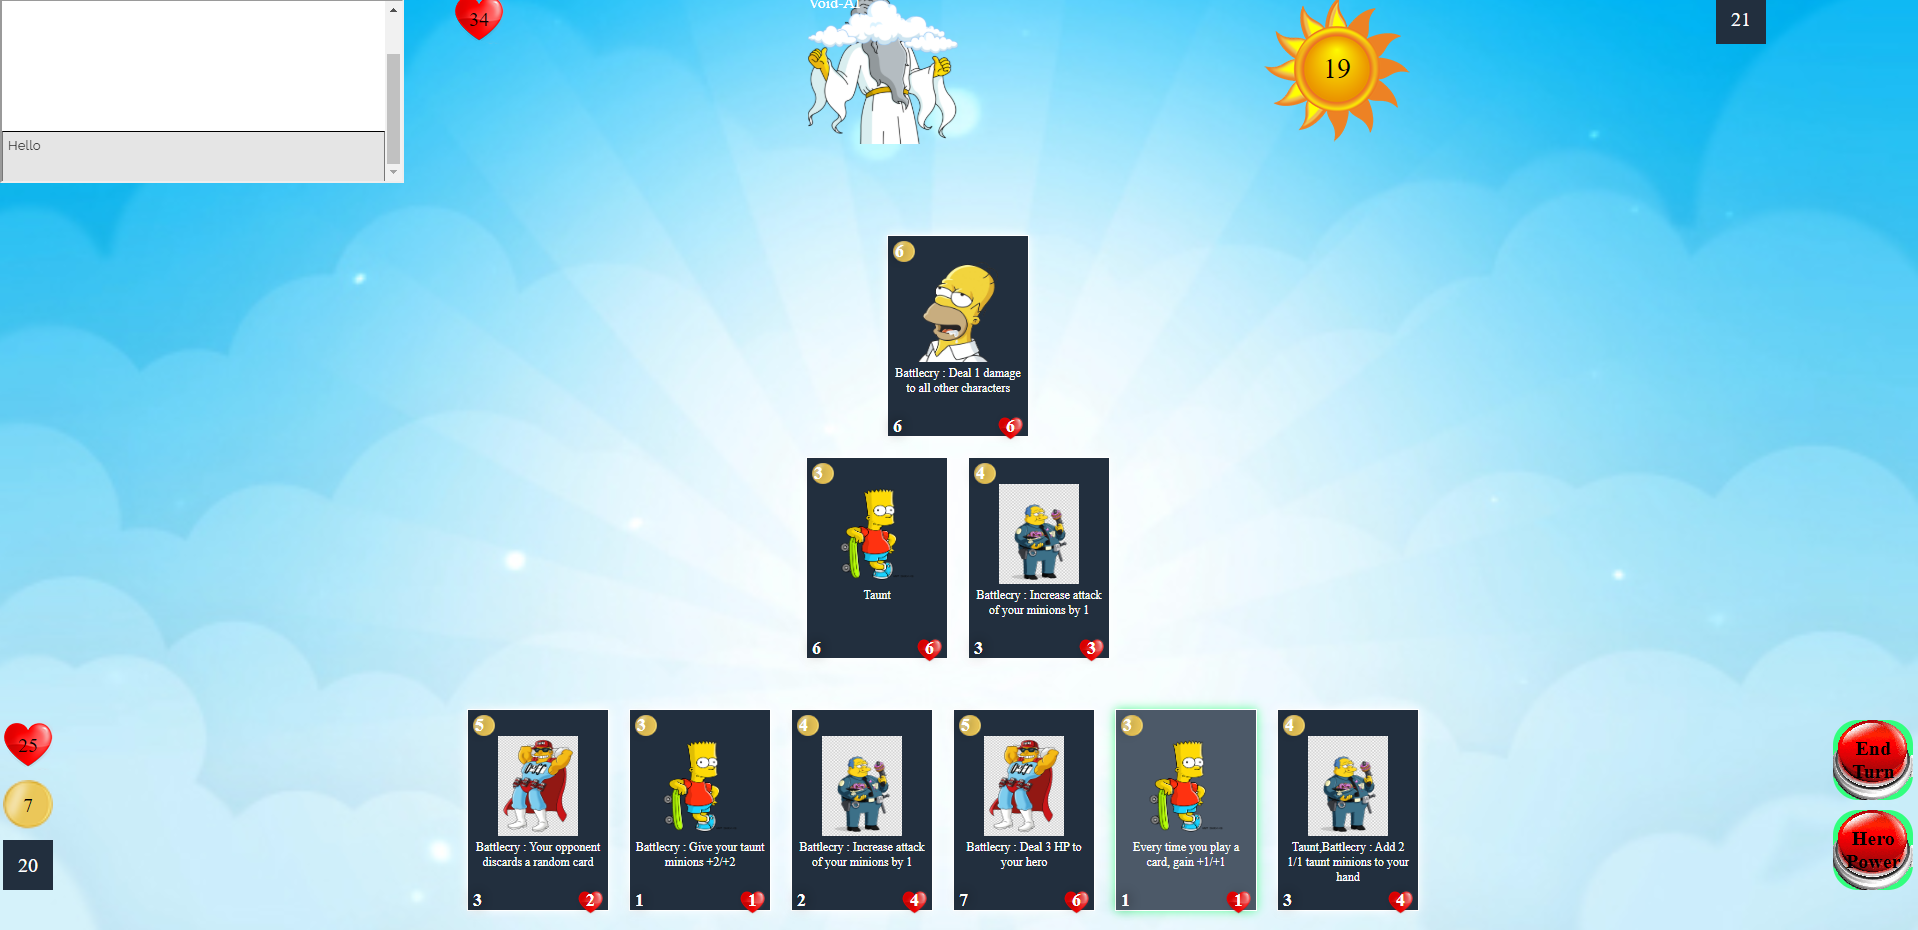 Void-AI
34
19
21
Hello
6
Battlecry : Deal 1 damage
to all other characters
6
6
3
Taunt
6
6
4
Battlecry : Increase attack
of your minions by 1
3
3
25
7
20
5
Battlecry : Your opponent
discards a random card
3
2
3
Battlecry : Give your taunt
minions +2/+2
1
1
4
Battlecry : Increase attack
of your minions by 1
2
4
5
Battlecry : Deal 3 HP to
your hero
7
6
3
Every time you play a
card, gain +1/+1
1
1
4
Taunt,Battlecry : Add 2
1/1 taunt minions to your
hand
3
4
End
Turn
Hero
Power